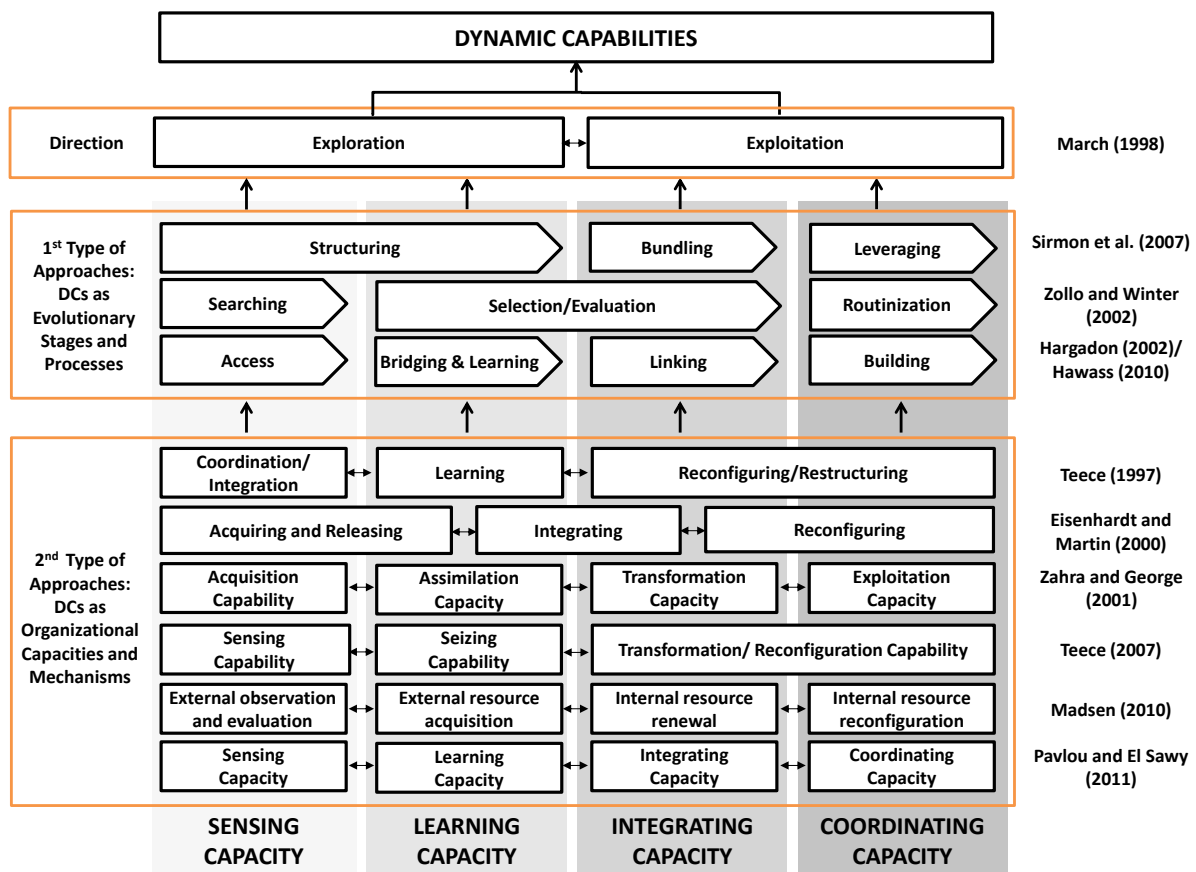 DYNAMIC CAPABILITIES
Direction
Exploration
Exploitation
March (1998)
1st Type of
Approaches:
DCs as
Evolutionary
Stages and
Processes
Structuring
Bundling
Leveraging
Sirmon et al. (2007)
Searching
Selection/Evaluation
Routinization
Zollo and Winter
(2002)
Access
Bridging & Learning
Linking
Building
Hargadon (2002)/
Hawass (2010)
2nd Type of
Approaches:
DCs as
Organizational
Capacities and
Mechanisms
Coordination/
Integration
Learning
Reconfiguring/Restructuring
Teece (1997)
Acquiring and Releasing
Integrating
Reconfiguring
Eisenhardt and
Martin (2000)
Acquisition
Capability
Assimilation
Capacity
Transformation
Capacity
Exploitation
Capacity
Zahra and George
(2001)
Sensing
Capability
Seizing
Capability
Transformation/ Reconfiguration Capability
Teece (2007)
External observation
and evaluation
External resource
acquisition
Internal resource
renewal
Internal resource
reconfiguration
Madsen (2010)
Sensing
Capacity
Learning
Capacity
Integrating
Capacity
Coordinating
Capacity
Pavlou and El Sawy
(2011)
SENSING
CAPACITY
LEARNING
CAPACITY
INTEGRATING
CAPACITY
COORDINATING
CAPACITY